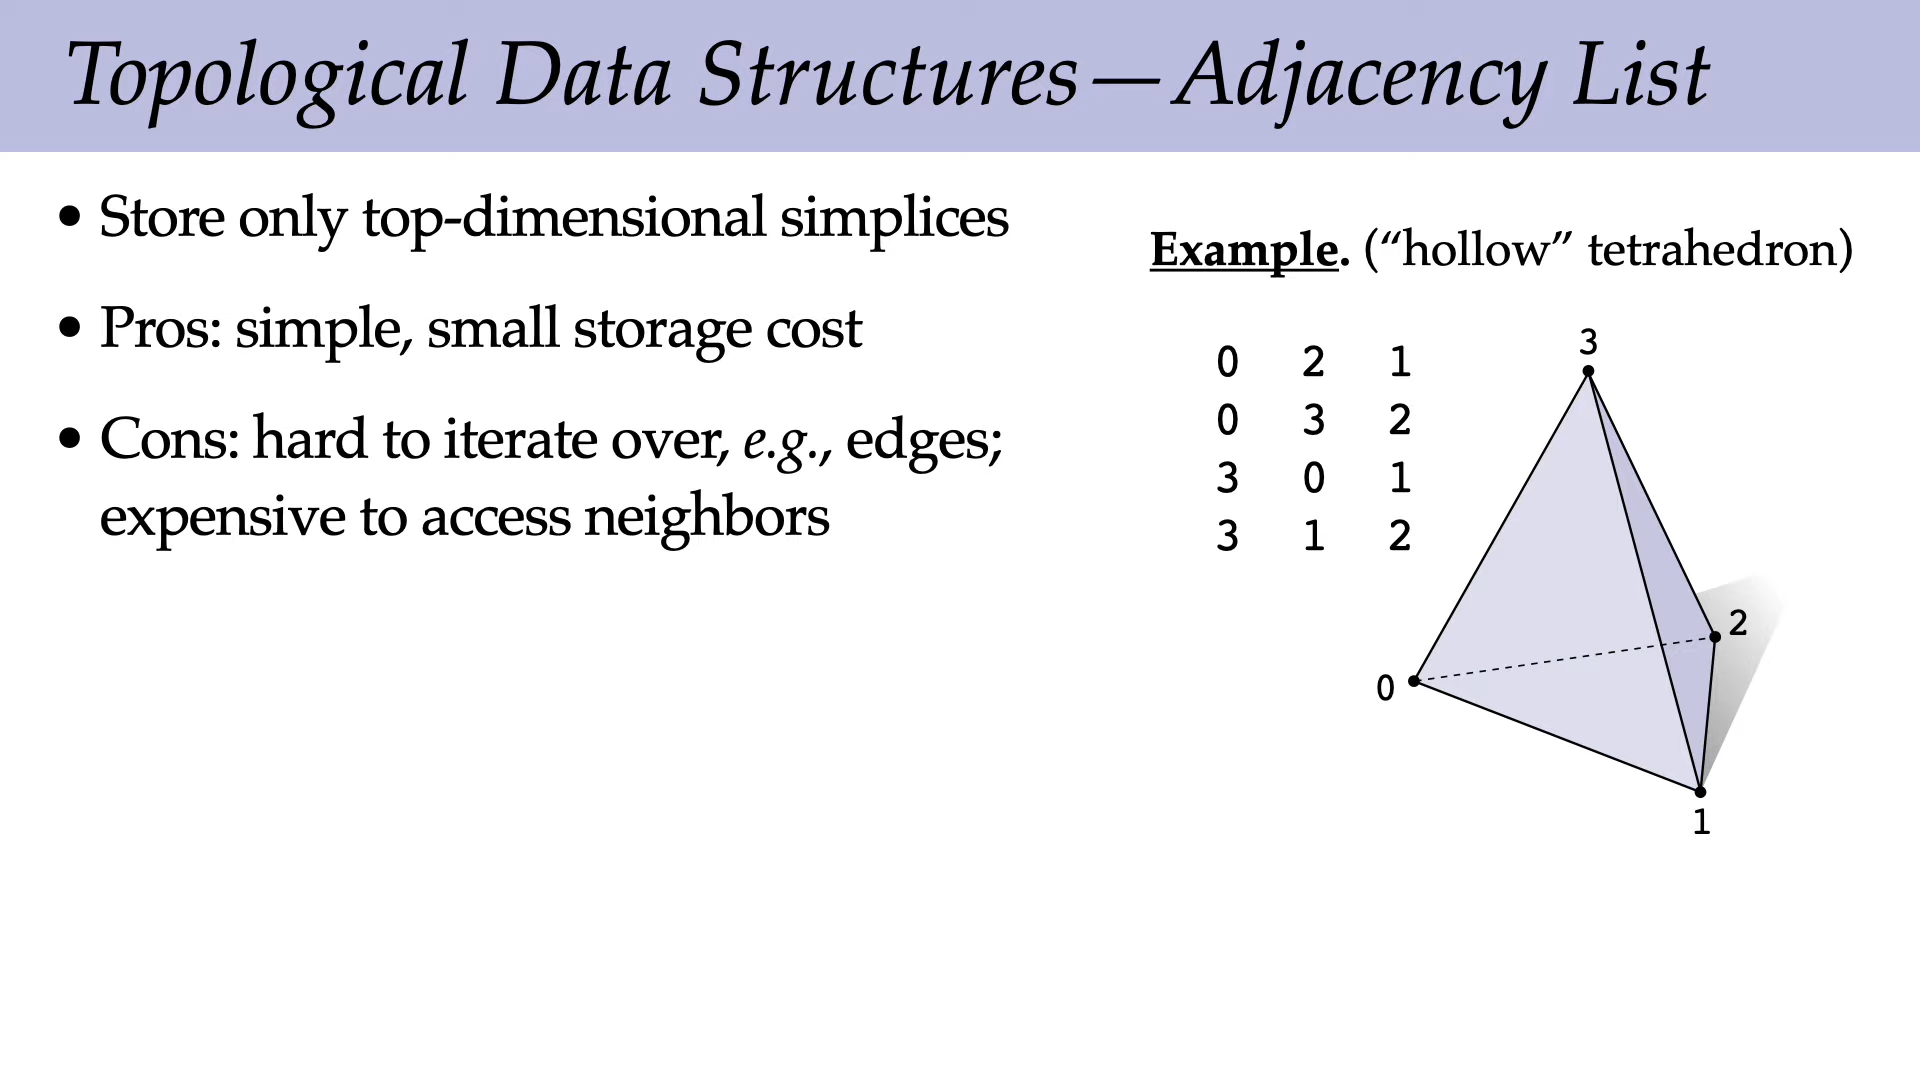 Topological Data Structures—Adjacency List
• Store only top-dimensional simplices
• Pros: simple, small storage cost
• Cons: hard to iterate over, e.g., edges;
expensive to access neighbors
Example. (“hollow” tetrahedron)
0 2 1
0 3 2
3 0 1
3 1 2
3
2
0
1